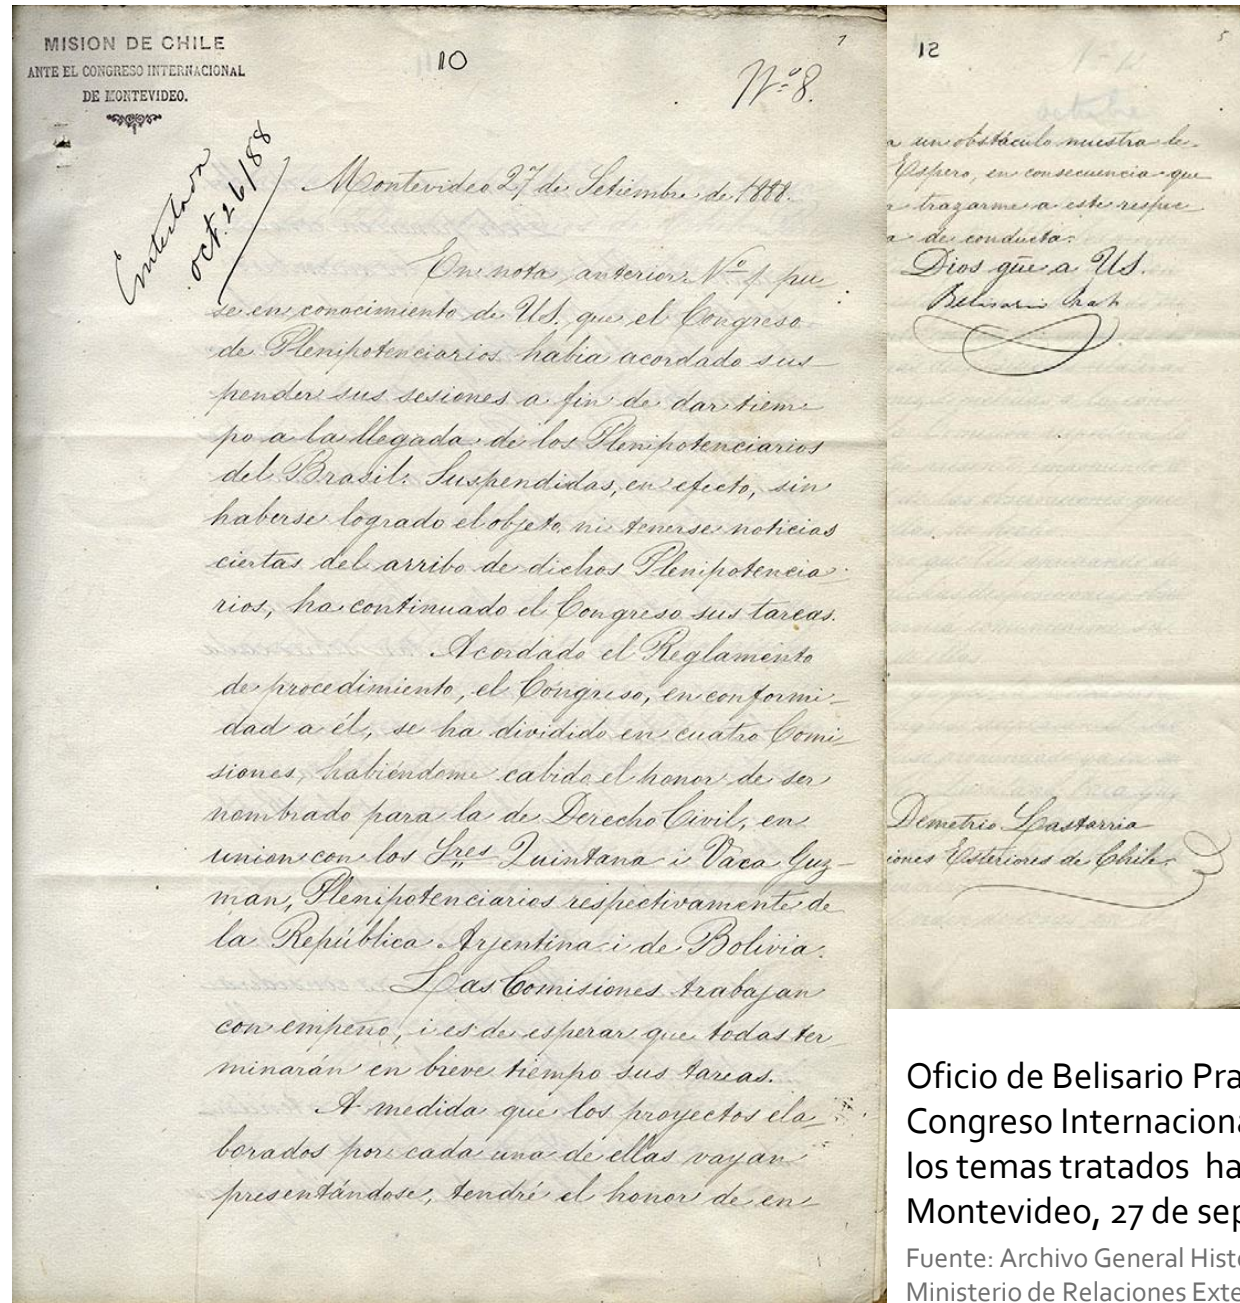 MISION DE CHILE
ANTE EL CONGRESO INTERNACIONAL
DE MONTEVIDEO.
10
7
Nº 8.
oct. 26/88
Montevideo 27 de Setiembre de 1888.
En nota anterior Nº 7 pu
se en conocimiento de US. que el Congreso
de Plenipotenciarios habia acordado sus
pender sus sesiones a fin de dar tiem
po a la llegada de los Plenipotenciarios
del Brasil. Suspendidas, en efecto, sin
haberse logrado el objeto ni tenerse noticias
ciertas del arribo de dichos Plenipotencia
rios, ha continuado el Congreso sus tareas.
Acordado el Reglamento
de procedimiento, el Congreso, en conformi-
dad a él, se ha dividido en cuatro Comi-
siones, habiéndome cabido el honor de ser
nombrado para la de Derecho Civil, en
union con los Sres Quintana i Vaca Guz-
man, Plenipotenciarios respectivamente de
la República Arjentina i de Bolivia.
Las Comisiones trabajan
con empeño, i es de esperar que todas ter
minarán en breve tiempo sus tareas.
A medida que los proyectos ela
borados por cada una de ellas vayan
presentándose, tendré el honor de en
12
5
a un obstáculo nuestra le-
Espero, en consecuencia que
trazarme a este respec
a de conducta.
Dios güe a US.
Belisario Prats
Demetrio Lastarria
iones Esteriores de Chile
Oficio de Belisario Pra
Congreso Internaciona
los temas tratados ha
Montevideo, 27 de sep
Fuente: Archivo General Histó
Ministerio de Relaciones Exte